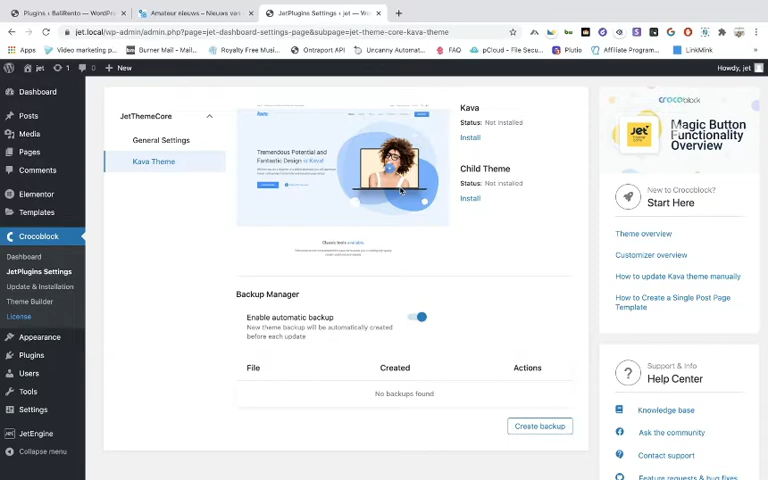 Plugins ‹ BaliRento — WordPr
Amateur nieuws – Nieuws van
JetPlugins Settings ‹ jet — Wo
jet.local/wp-admin/admin.php?page=jet-dashboard-settings-page&subpage=jet-theme-core-kava-theme
Apps
Video marketing p...
Burner Mail - Mail...
Royalty Free Musi...
Ontraport API
Uncanny Automat...
FAQ
pCloud - File Secu...
Plutio
Affiliate Program...
LinkMink
jet
1
0
New
Howdy, jet
Dashboard
Posts
Media
Pages
Comments
Elementor
Templates
Crocoblock
Dashboard
JetPlugins Settings
Update & Installation
Theme Builder
License
Appearance
Plugins
Users
Tools
Settings
JetEngine
Collapse menu
JetThemeCore
General Settings
Kava Theme
Tremendous Potential and
Fantastic Design is Kava!
Kava
Status: Not installed
Install
Child Theme
Status: Not installed
Install
Backup Manager
Enable automatic backup
New theme backup will be automatically created
before each update
File
Created
Actions
No backups found
Create backup
crocoblock
JET
Magic Button
Functionality
Overview
New to Crocoblock?
Start Here
Theme overview
Customizer overview
How to update Kava theme manually
How to Create a Single Post Page
Template
Support & Info
Help Center
Knowledge base
Ask the community
Contact support
Feature requests & bug fixes